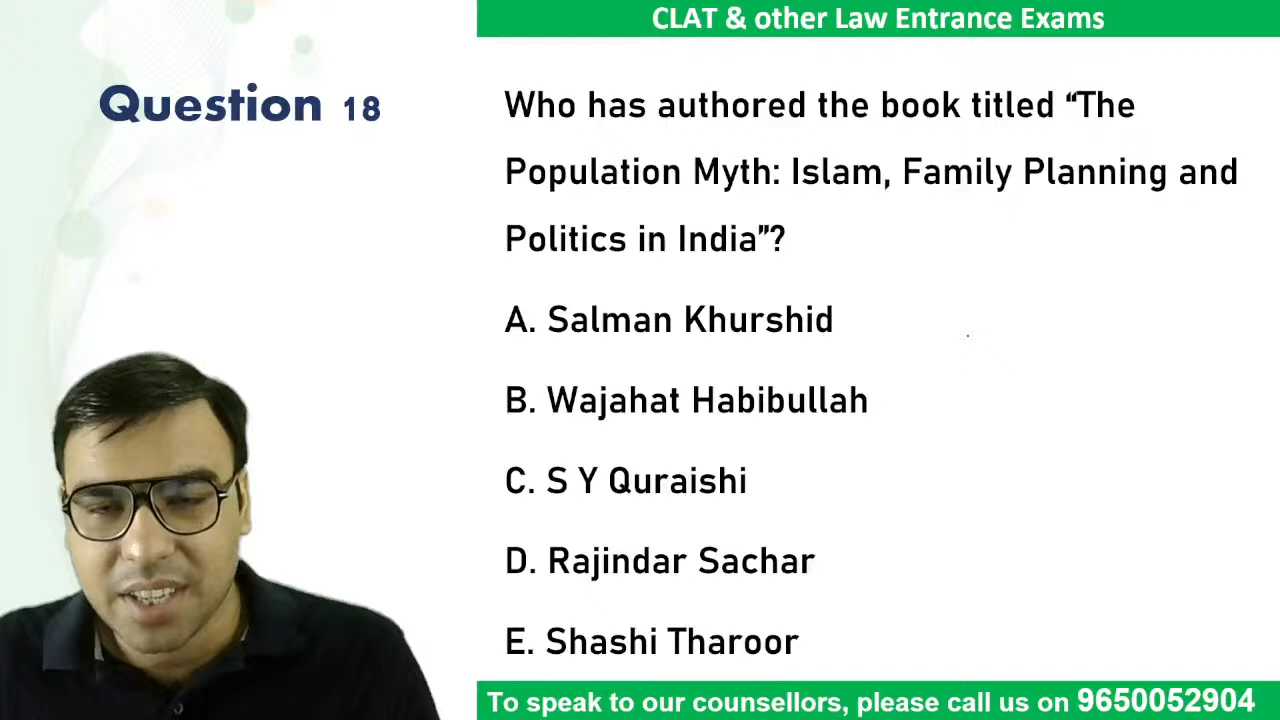 CLAT & other Law Entrance Exams
Question 18
Who has authored the book titled “The
Population Myth: Islam, Family Planning and
Politics in India”?
A. Salman Khurshid
B. Wajahat Habibullah
C. S Y Quraishi
D. Rajindar Sachar
E. Shashi Tharoor
To speak to our counsellors, please call us on 9650052904